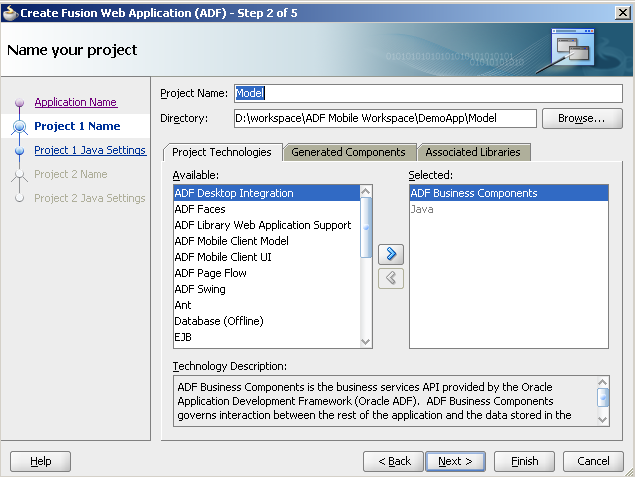 Create Fusion Web Application (ADF) - Step 2 of 5
Name your project
Application Name
Project 1 Name
Project 1 Java Settings
Project 2 Name
Project 2 Java Settings
Project Name: Model
Directory: D:\workspace\ADF Mobile Workspace\DemoApp\Model Browse...
Project Technologies Generated Components Associated Libraries
Available:
ADF Desktop Integration
ADF Faces
ADF Library Web Application Support
ADF Mobile Client Model
ADF Mobile Client UI
ADF Page Flow
ADF Swing
Ant
Database (Offline)
EJB
Selected:
ADF Business Components
Java
Technology Description:
ADF Business Components is the business services API provided by the Oracle
Application Development Framework (Oracle ADF). ADF Business Components
governs interaction between the rest of the application and the data stored in the
Help < Back Next > Finish Cancel